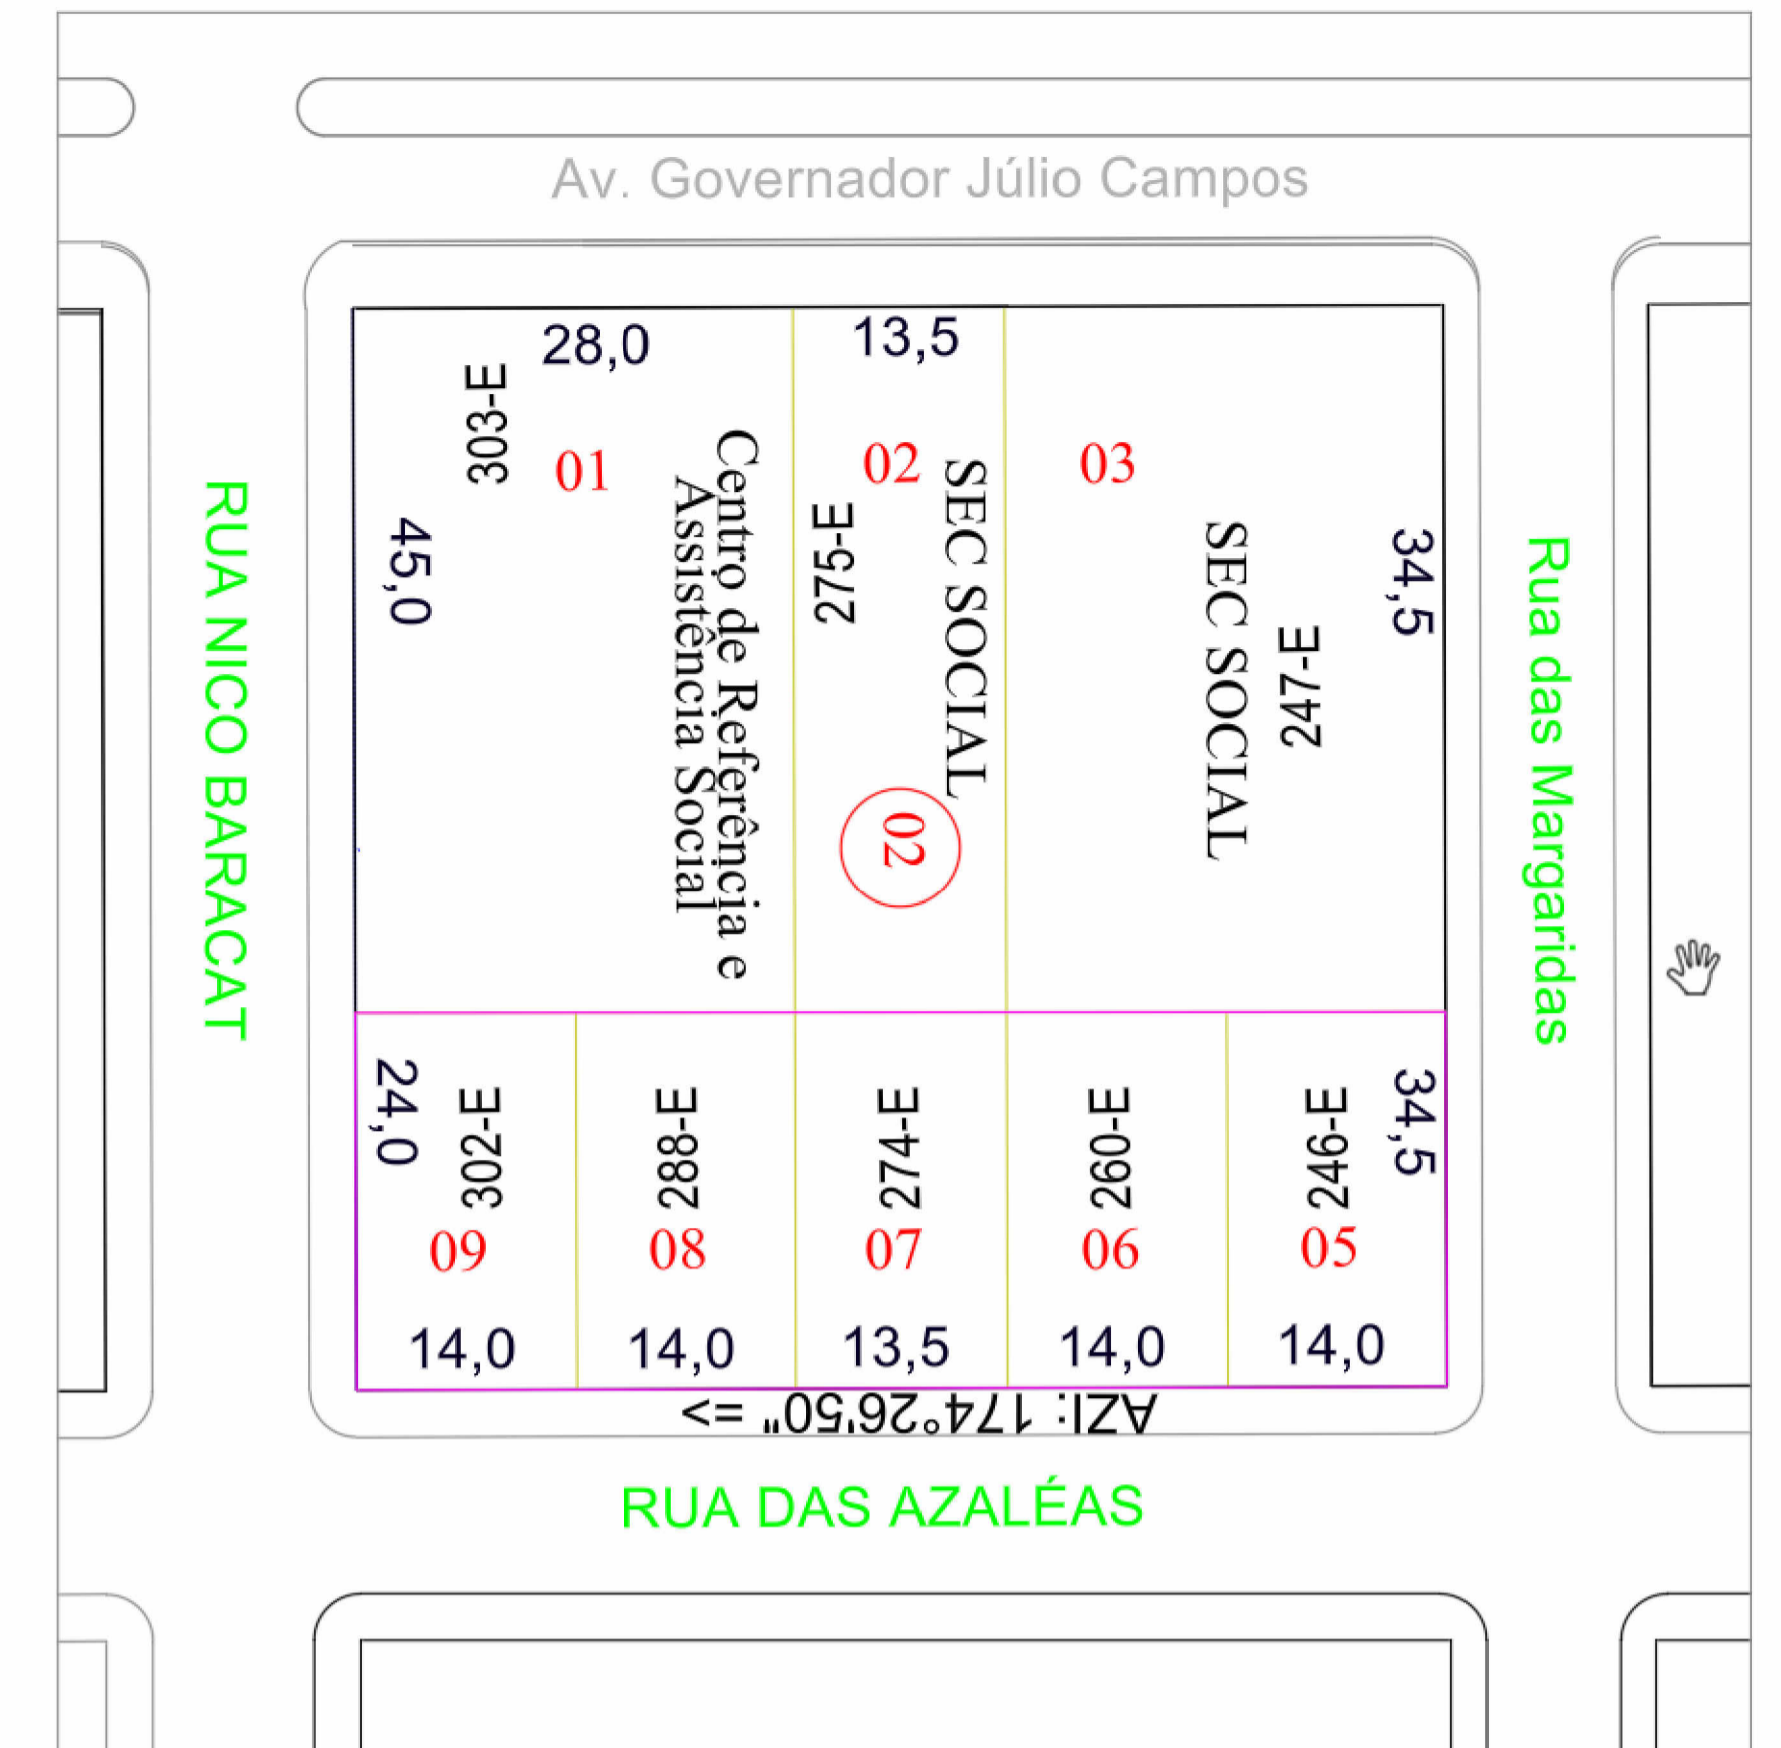 Av. Governador Júlio Campos
28,0
13,5
303-E
01
02
03
45,0
Centro de Referência e
Assistência Social
275-E
SEC SOCIAL
SEC SOCIAL
247-E
34,5
02
RUA NICO BARACAT
Rua das Margaridas
24,0
302-E
288-E
274-E
260-E
246-E
34,5
09
08
07
06
05
14,0
14,0
13,5
14,0
14,0
AZI: 174°26'50" =>
RUA DAS AZALÉAS